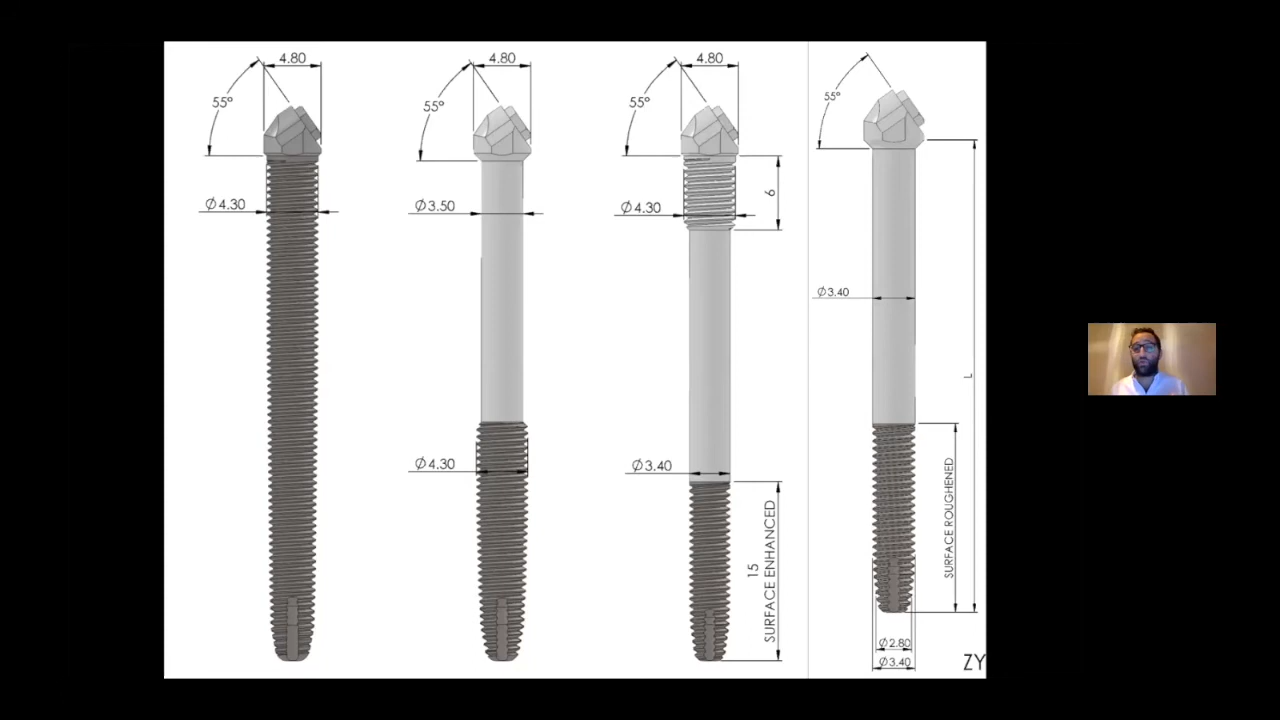 4.80
55°
Ø4.30
4.80
55°
Ø3.50
Ø4.30
4.80
55°
Ø4.30
6
Ø3.40
15
SURFACE ENHANCED
55°
Ø3.40
L
SURFACE ROUGHENED
Ø2.80
Ø3.40
ZY